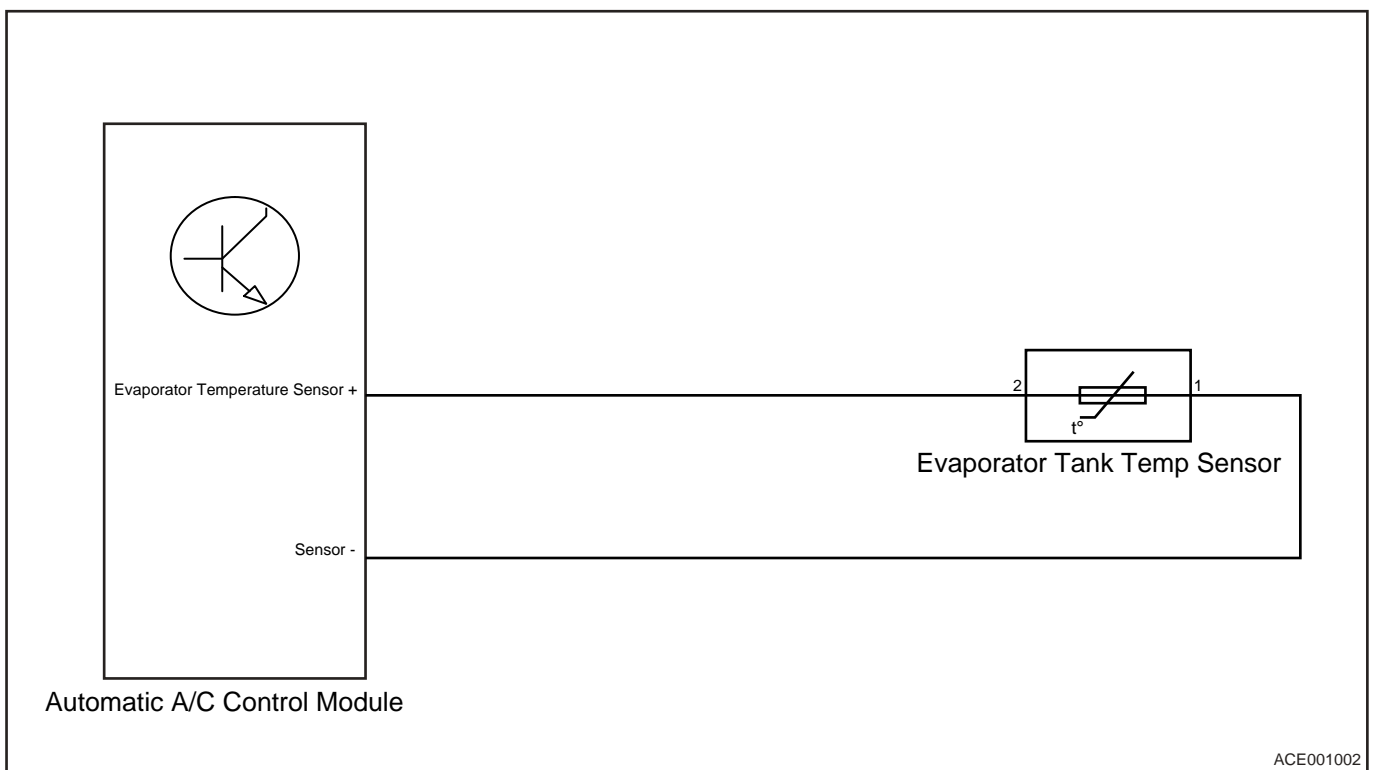 Evaporator Temperature Sensor +
2
1
t°
Evaporator Tank Temp Sensor
Sensor -
Automatic A/C Control Module
ACE001002